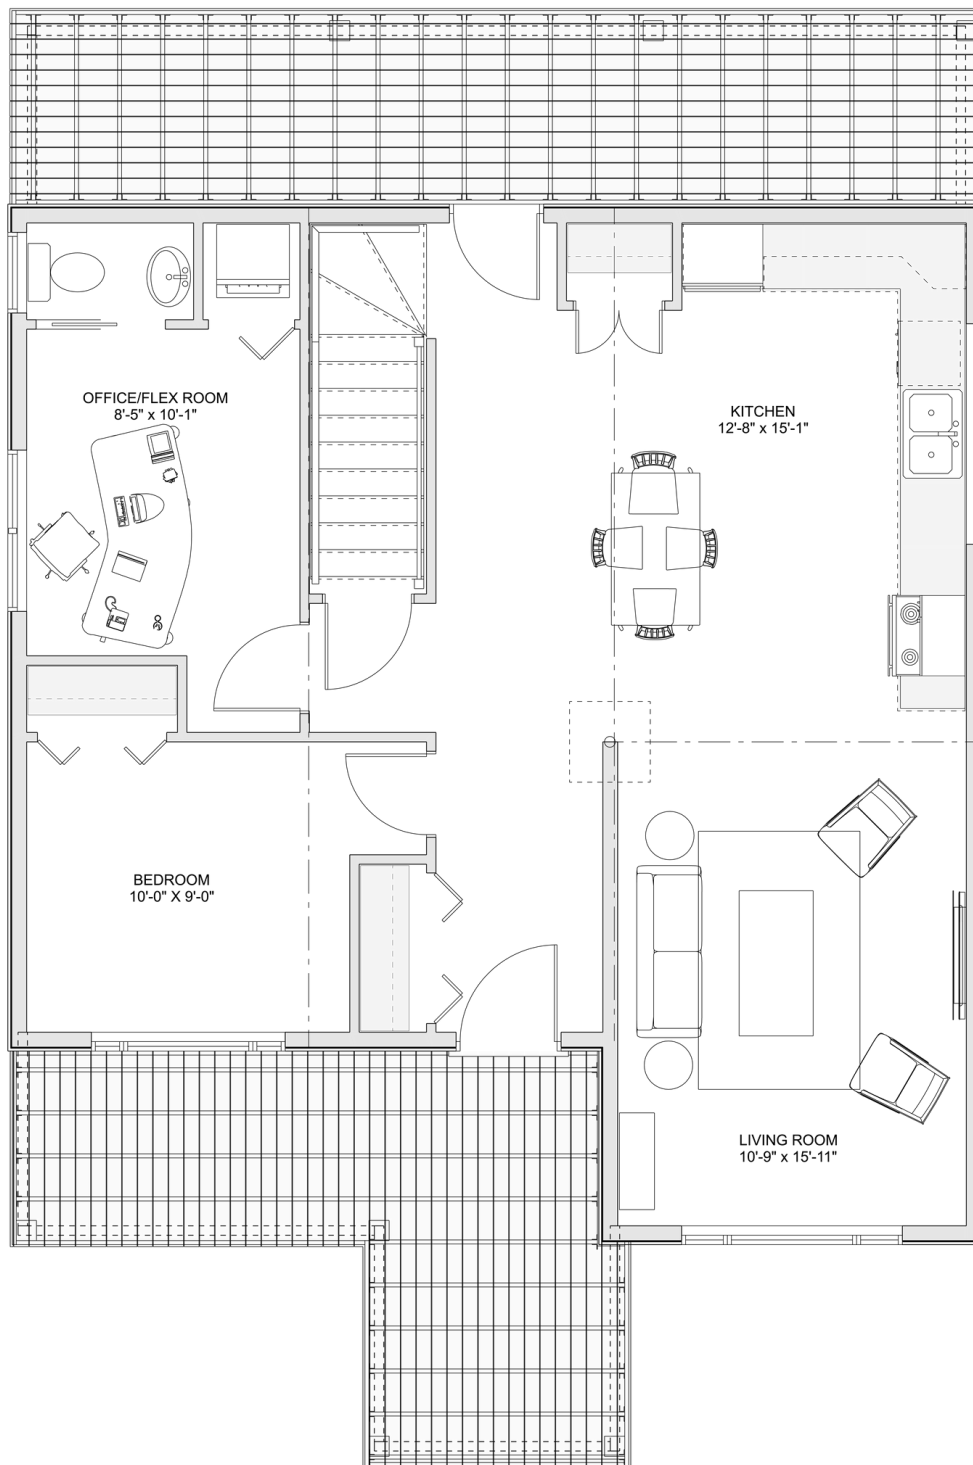 OFFICE/FLEX ROOM
8'-5" x 10'-1"
KITCHEN
12'-8" x 15'-1"
BEDROOM
10'-0" X 9'-0"
LIVING ROOM
10'-9" x 15'-11"